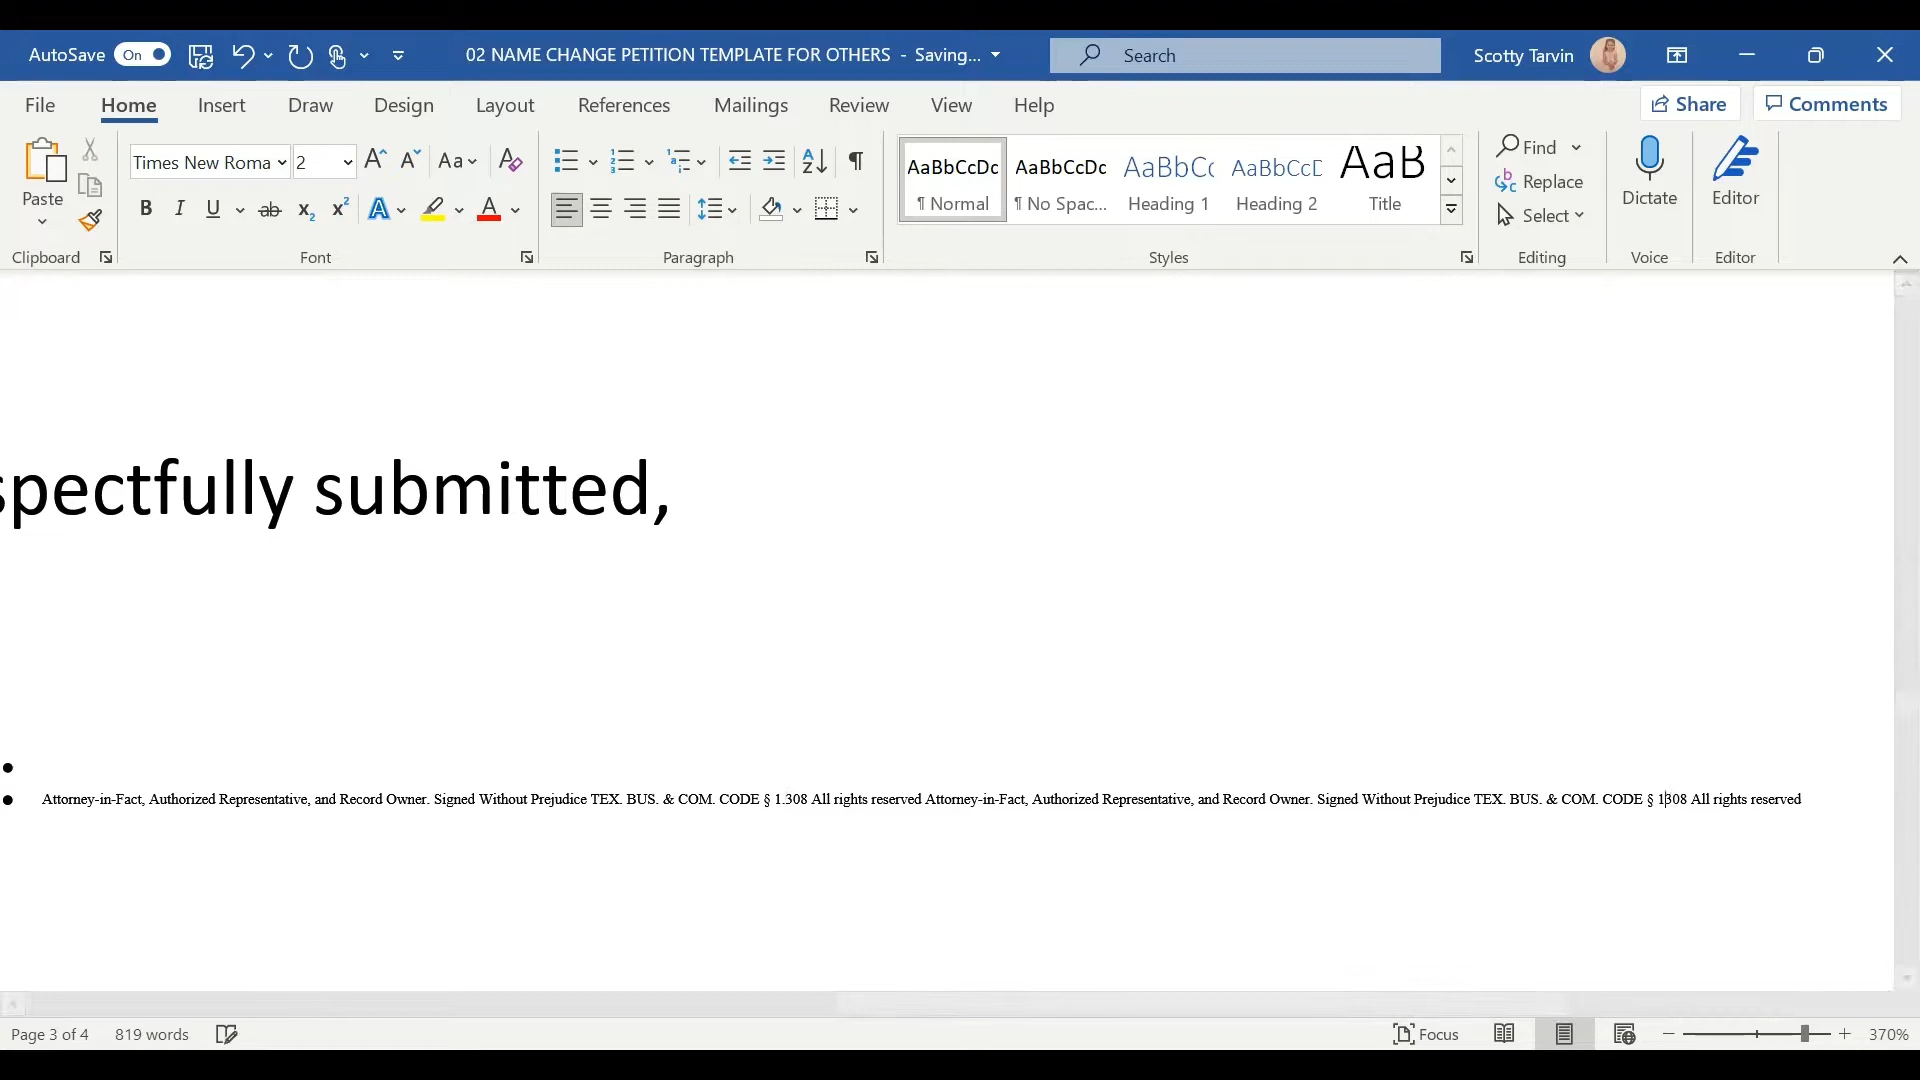 AutoSave On 02 NAME CHANGE PETITION TEMPLATE FOR OTHERS - Saving... Search Scotty Tarvin
File Home Insert Draw Design Layout References Mailings Review View Help Share Comments
Paste Times New Roma 2 Aa AaBbCcDc AaBbCcDc AaBbCc AaBbCcD AaB Find Replace Select Dictate Editor
¶ Normal ¶ No Spac... Heading 1 Heading 2 Title
Clipboard Font Paragraph Styles Editing Voice Editor
spectfully submitted,
•
• Attorney-in-Fact, Authorized Representative, and Record Owner. Signed Without Prejudice TEX. BUS. & COM. CODE § 1.308 All rights reserved Attorney-in-Fact, Authorized Representative, and Record Owner. Signed Without Prejudice TEX. BUS. & COM. CODE § 1308 All rights reserved
Page 3 of 4 819 words Focus 370%